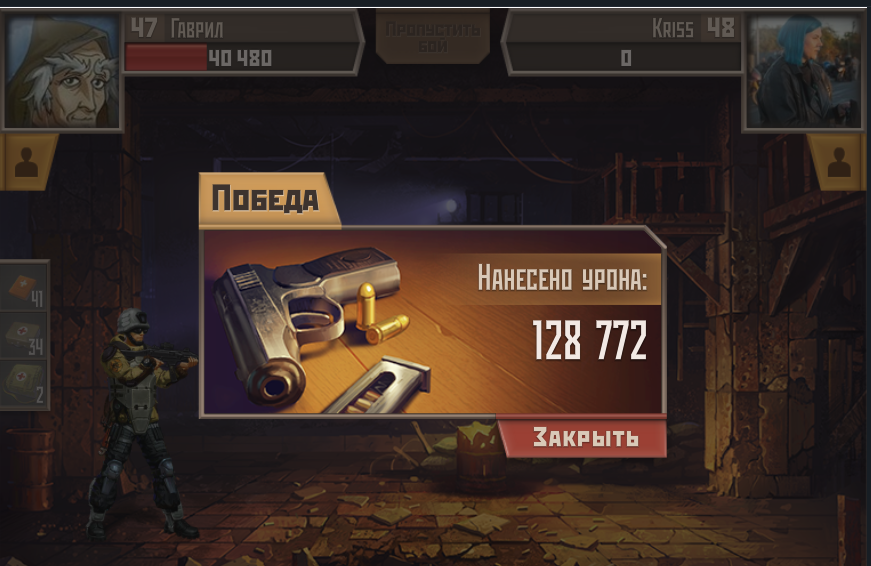 47 Гаврил
Пропустить
бой
Kriss 48
40 480
0
Победа
Нанесено урона:
128 772
41
34
2
Закрыть